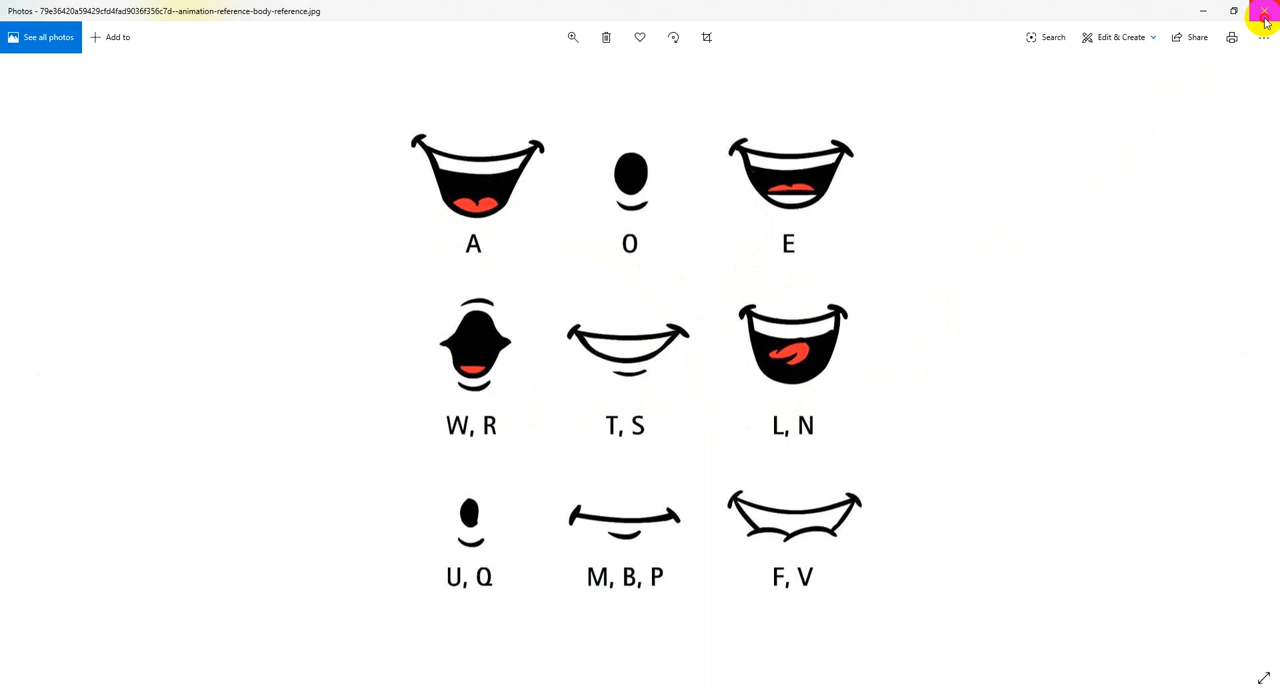 Photos - 79e36420a59429cfd4fad9036f356c7d--animation-reference-body-reference.jpg
See all photos
Add to
Search
Edit & Create
Share
A
O
E
W, R
T, S
L, N
U, Q
M, B, P
F, V